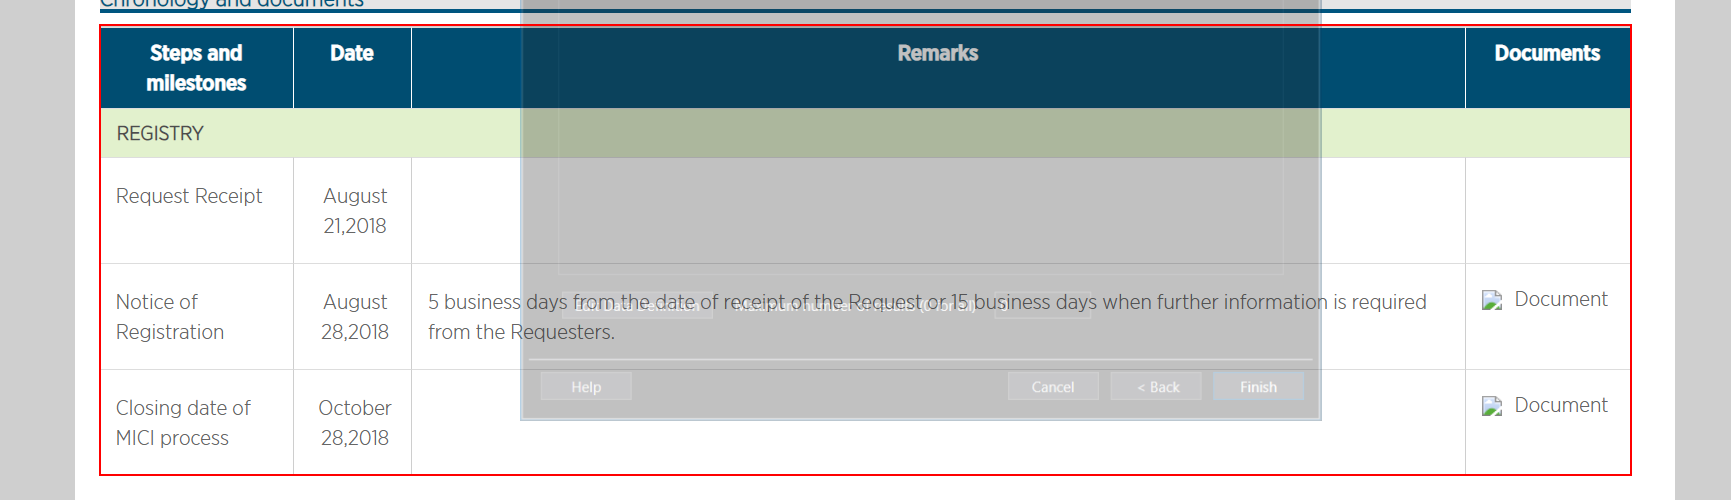 Chronology and documents
Steps and milestones Date Remarks Documents
REGISTRY
Request Receipt August 21,2018
Notice of Registration August 28,2018 5 business days from the date of receipt of the Request or 15 business days when further information is required from the Requesters. Document
Closing date of MICI process October 28,2018 Document
Help Cancel < Back Finish